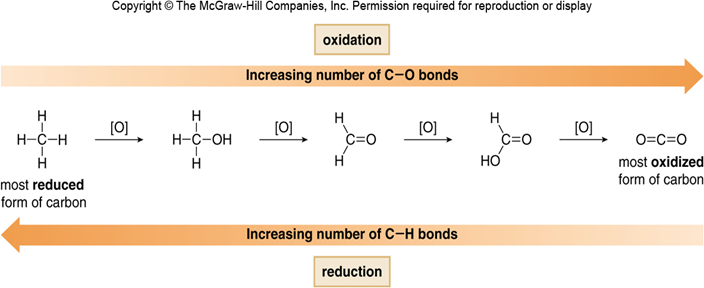 Copyright © The McGraw-Hill Companies, Inc. Permission required for reproduction or display
oxidation
Increasing number of C−O bonds
H
H−C−H
H
[O]
H
H−C−OH
H
[O]
H
C=O
H
[O]
H
C=O
HO
[O]
O=C=O
most reduced
form of carbon
most oxidized
form of carbon
Increasing number of C−H bonds
reduction